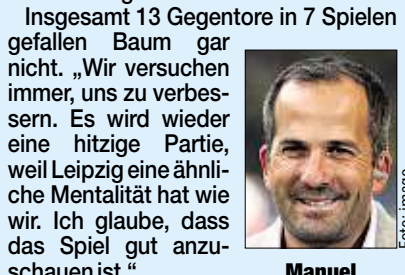 Insgesamt 13 Gegentore in 7 Spielen
gefallen Baum gar
nicht. „Wir versuchen
immer, uns zu verbes-
sern. Es wird wieder
eine hitzige Partie,
weil Leipzig eine ähnli-
che Mentalität hat wie
wir. Ich glaube, dass
das Spiel gut anzu-
schauen ist.“
Foto: imago
Manuel